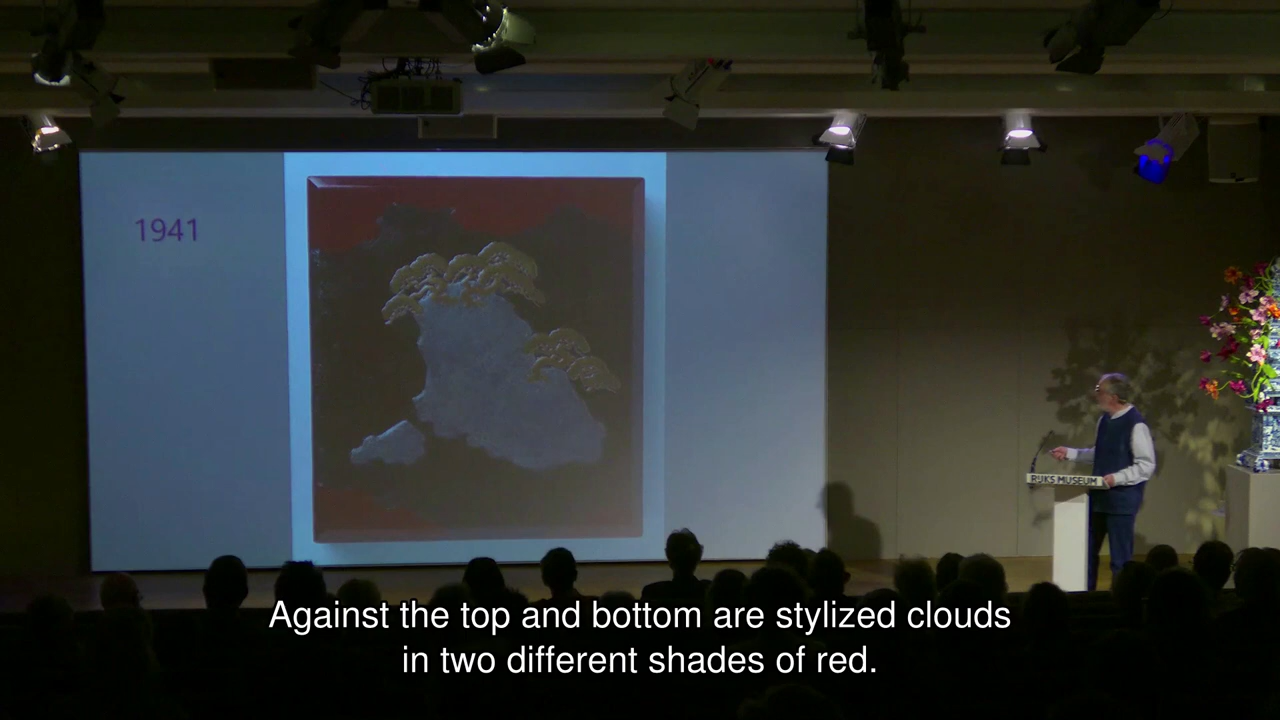 1941
RIJKS MUSEUM
Against the top and bottom are stylized clouds
in two different shades of red.